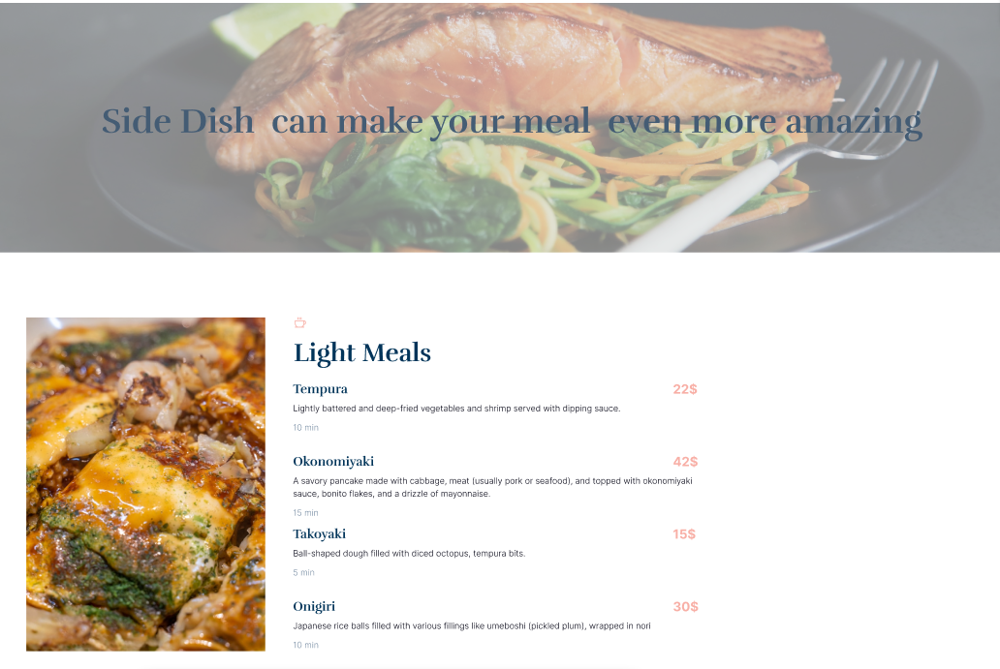 Side Dish  can make your meal  even more amazing
Light Meals
Tempura 22$
Lightly battered and deep-fried vegetables and shrimp served with dipping sauce.
10 min
Okonomiyaki 42$
A savory pancake made with cabbage, meat (usually pork or seafood), and topped with okonomiyaki
sauce, bonito flakes, and a drizzle of mayonnaise.
15 min
Takoyaki 15$
Ball-shaped dough filled with diced octopus, tempura bits.
5 min
Onigiri 30$
Japanese rice balls filled with various fillings like umeboshi (pickled plum), wrapped in nori
10 min